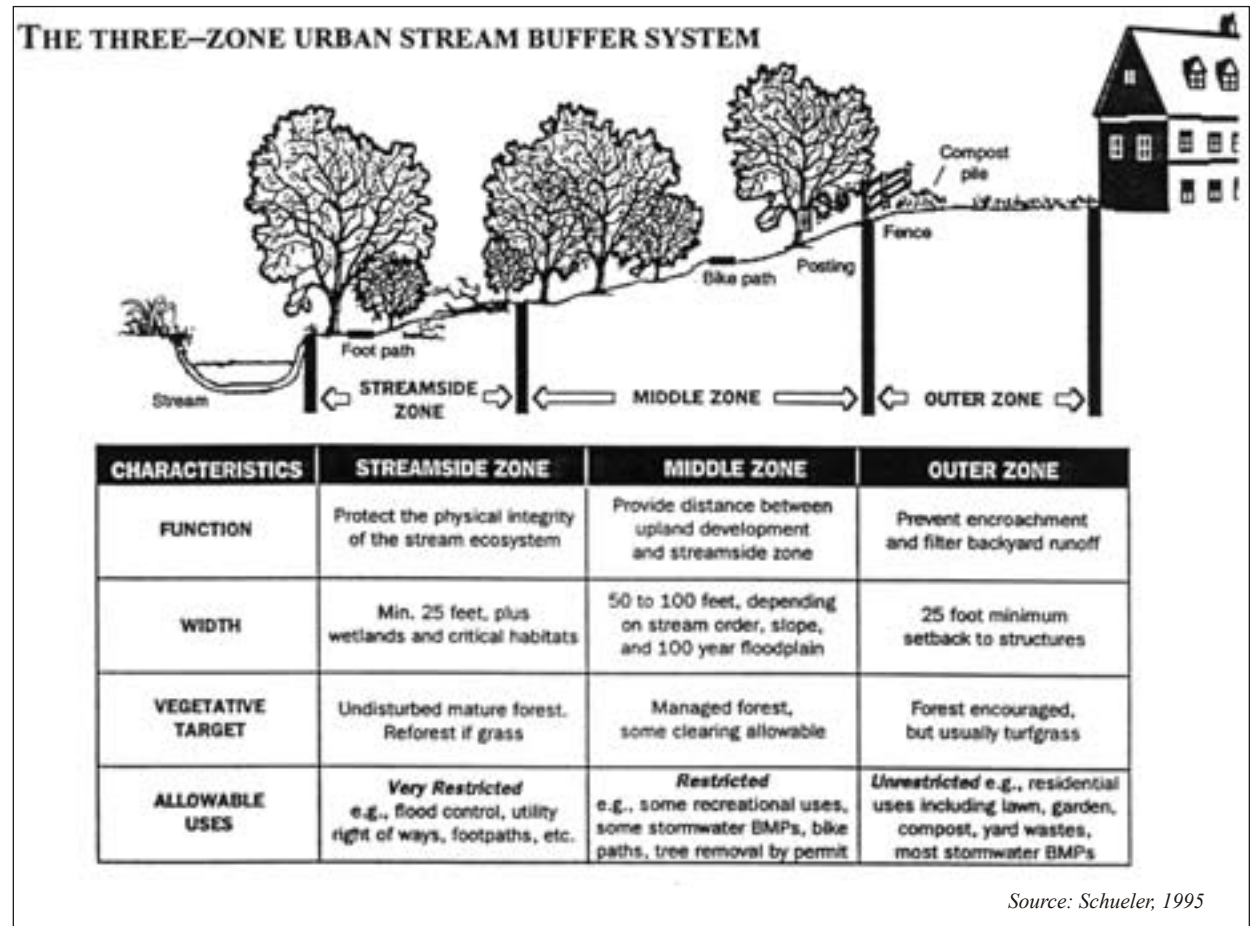 THE THREE–ZONE URBAN STREAM BUFFER SYSTEM
Compost
pile
Fence
Posting
Bike path
Foot path
Stream
STREAMSIDE
ZONE
MIDDLE ZONE
OUTER ZONE
CHARACTERISTICS
STREAMSIDE ZONE
MIDDLE ZONE
OUTER ZONE
FUNCTION
Protect the physical integrity
of the stream ecosystem
Provide distance between
upland development
and streamside zone
Prevent encroachment
and filter backyard runoff
WIDTH
Min. 25 feet, plus
wetlands and critical habitats
50 to 100 feet, depending
on stream order, slope,
and 100 year floodplain
25 foot minimum
setback to structures
VEGETATIVE
TARGET
Undisturbed mature forest.
Reforest if grass
Managed forest,
some clearing allowable
Forest encouraged,
but usually turfgrass
ALLOWABLE
USES
Very Restricted
e.g., flood control, utility
right of ways, footpaths, etc.
Restricted
e.g., some recreational uses,
some stormwater BMPs, bike
paths, tree removal by permit
Unrestricted e.g., residential
uses including lawn, garden,
compost, yard wastes,
most stormwater BMPs
Source: Schueler, 1995